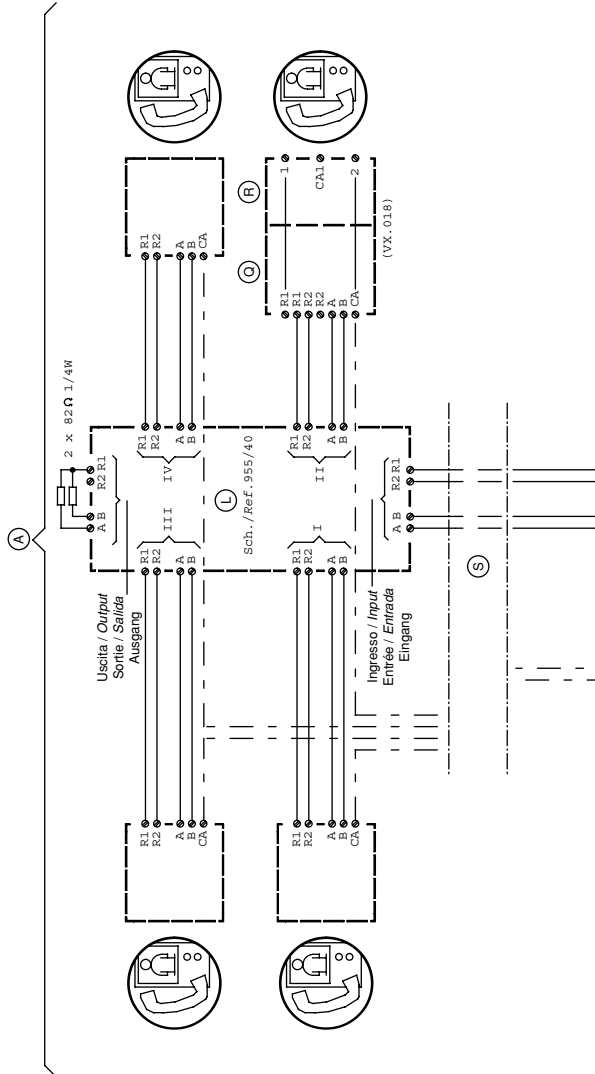 A
2 x 82Ω 1/4W
A B R2 R1
Uscita / Output
Sortie / Salida
Ausgang
R1
R2
A
B
CA
R1
R2
A
B
III
R1
R2
A
B
IV
R1
R2
A
B
CA
L
Sch./Ref.955/40
R1
R2
A
B
CA
R1
R2
A
B
I
R1
R2
A
B
II
Q
R
R1
R1
R2
R2
A
B
CA
1
CA1
2
(VX.018)
Ingresso / Input
Entrée / Entrada
Eingang
A B R2 R1
S